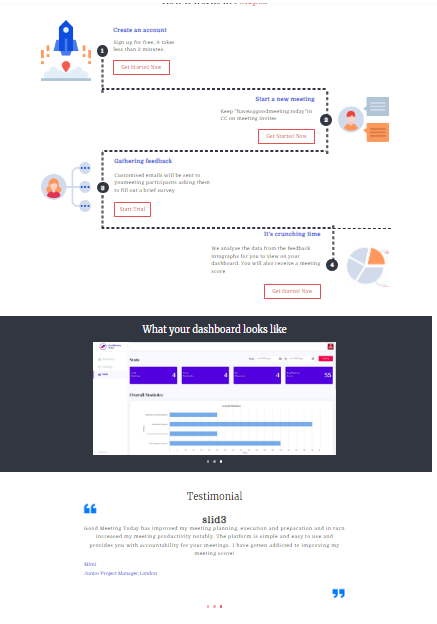 Create an account
Sign up for free, it takes
less than 5 minutes.
1
Get Started Now
Start a new meeting
Keep "haveagoodmeeting.today"in
CC on meeting invites
2
Get Started Now
Gathering feedback
3
Customised emails will be sent to
youmeeting participants asking them
to fill out a brief survey
Start Trial
It's crunching time
We analyse the data from the feedback
Infographs for you to view on your
dashboard. You will also receive a meeting
score
4
Get Started Now
What your dashboard looks like
Stats
4
4
4
55
Overall Statistics
Testimonial
slid3
Good Meeting Today has improved my meeting planning, execution and preparation and in turn
increased my meeting productivity notably. The platform is simple and easy to use and
provides you with accountability for your meetings. I have gotten addicted to improving my
meeting score!
Mimi
Junior Project Manager,London